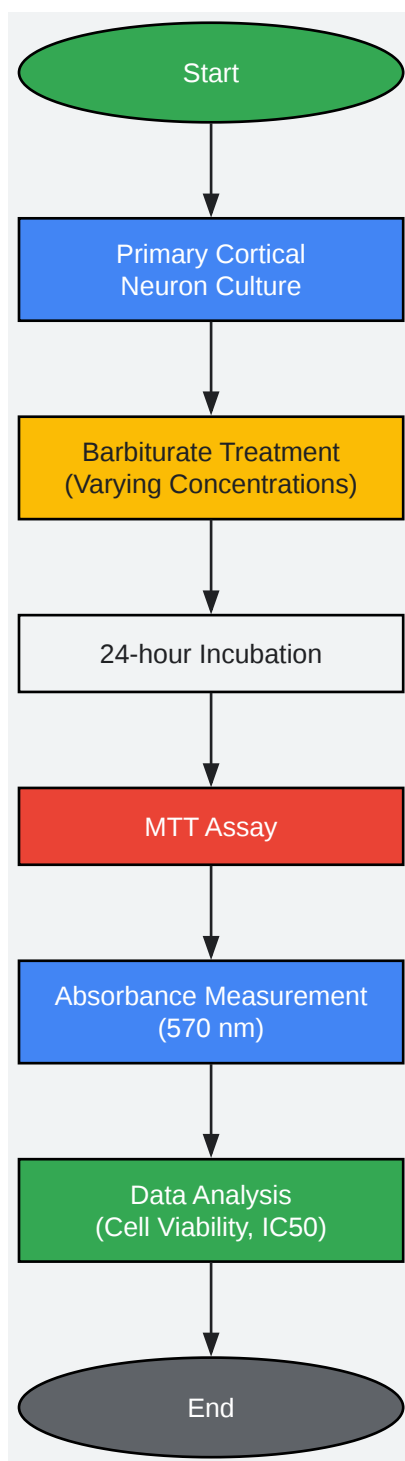 Start
Primary Cortical
Neuron Culture
Barbiturate Treatment
(Varying Concentrations)
24-hour Incubation
MTT Assay
Absorbance Measurement
(570 nm)
Data Analysis
(Cell Viability, IC50)
End